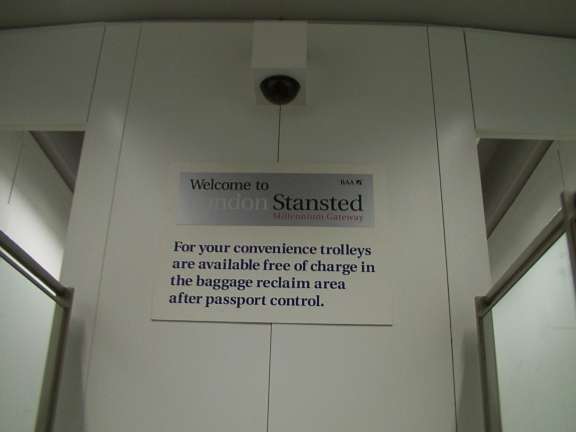 Welcome to
BAA
London Stansted
Millennium Gateway
For your convenience trolleys
are available free of charge in
the baggage reclaim area
after passport control.